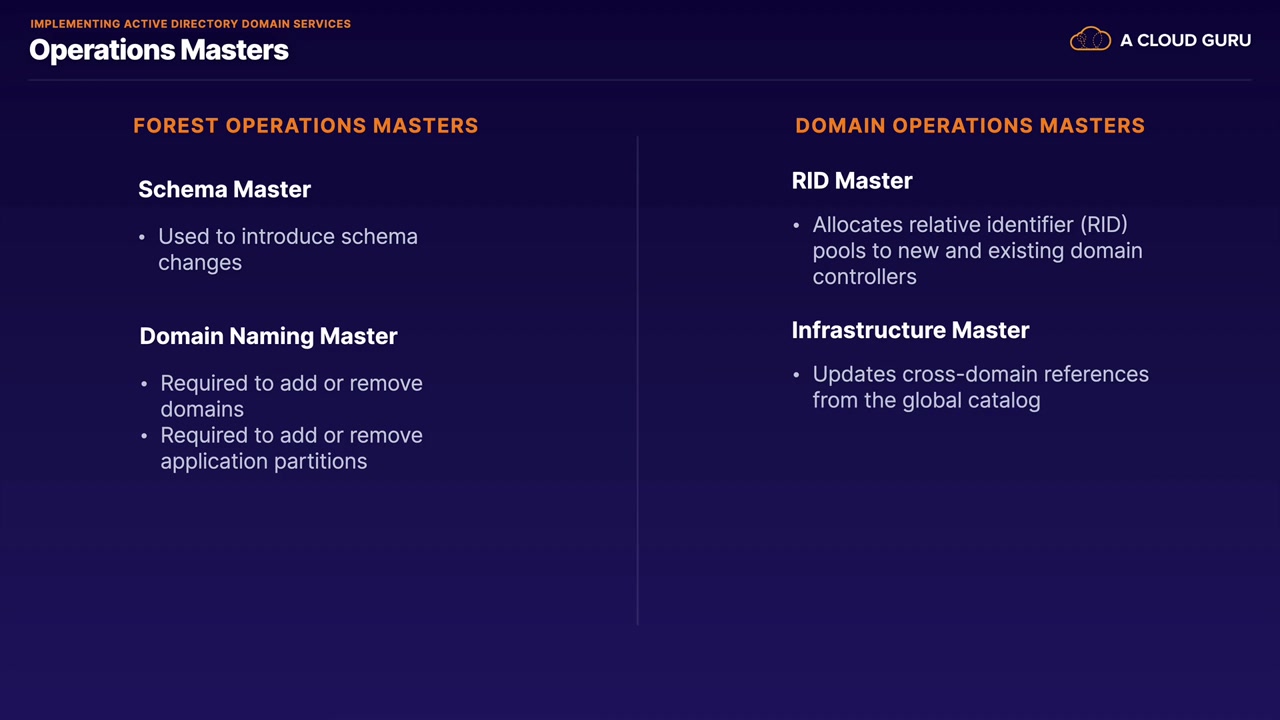 IMPLEMENTING ACTIVE DIRECTORY DOMAIN SERVICES
Operations Masters
A CLOUD GURU
FOREST OPERATIONS MASTERS
Schema Master
• Used to introduce schema
changes
Domain Naming Master
• Required to add or remove
domains
• Required to add or remove
application partitions
DOMAIN OPERATIONS MASTERS
RID Master
• Allocates relative identifier (RID)
pools to new and existing domain
controllers
Infrastructure Master
• Updates cross-domain references
from the global catalog